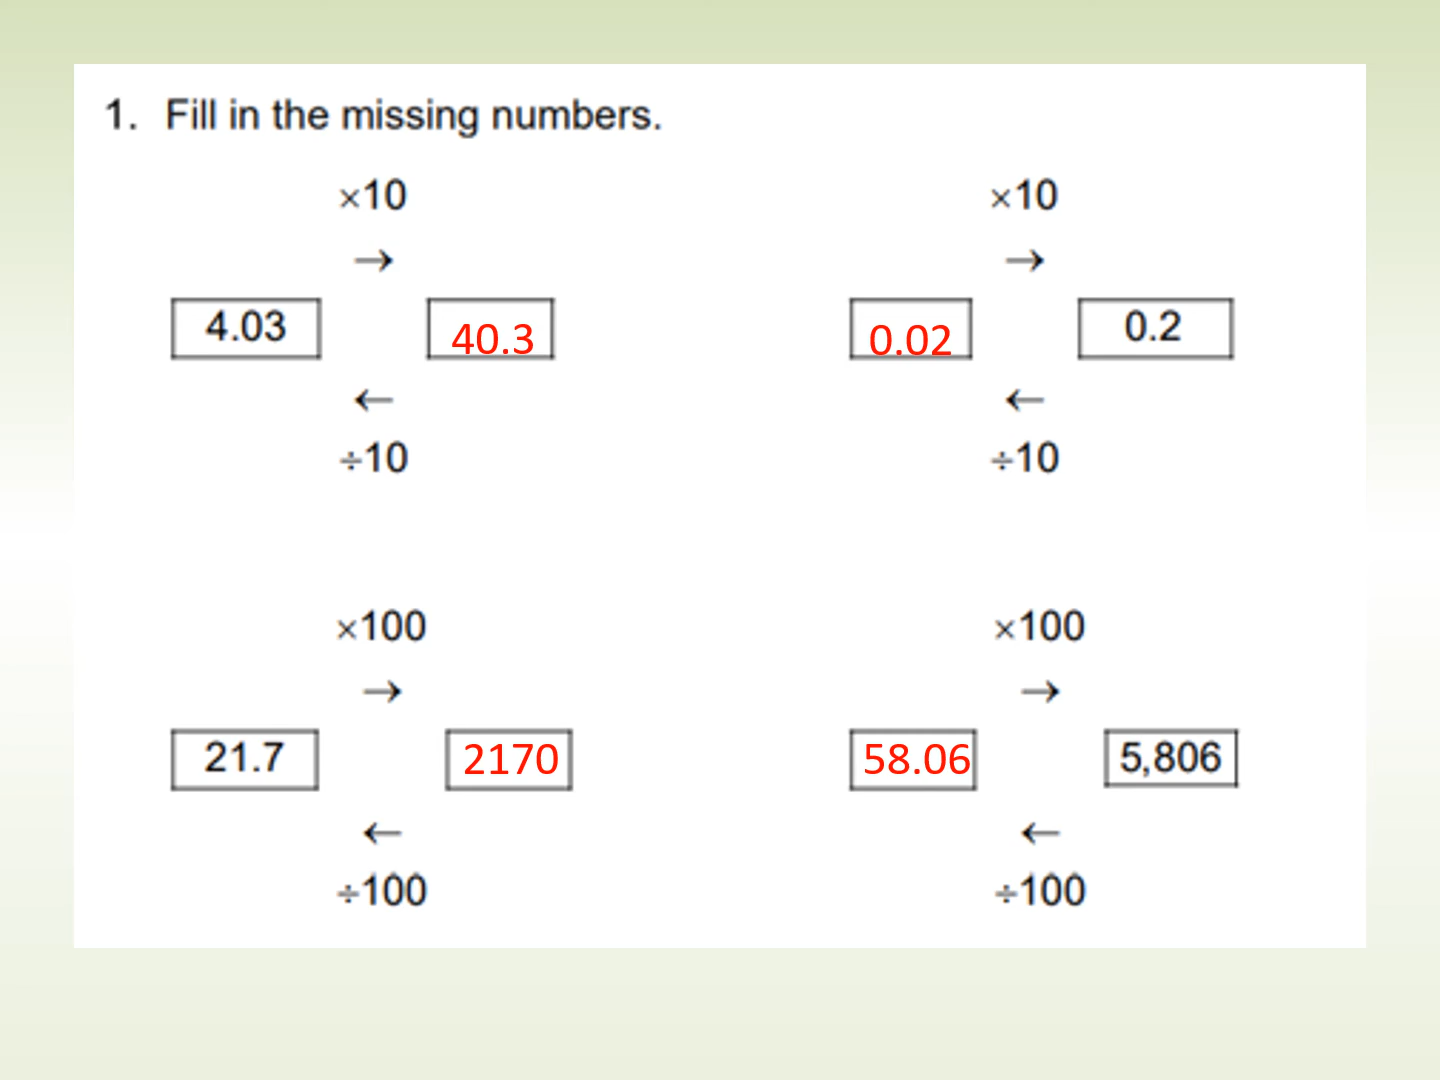 1. Fill in the missing numbers.
×10 ×10
→ →
4.03 40.3 0.02 0.2
← ←
÷10 ÷10
×100 ×100
→ →
21.7 2170 58.06 5,806
← ←
÷100 ÷100